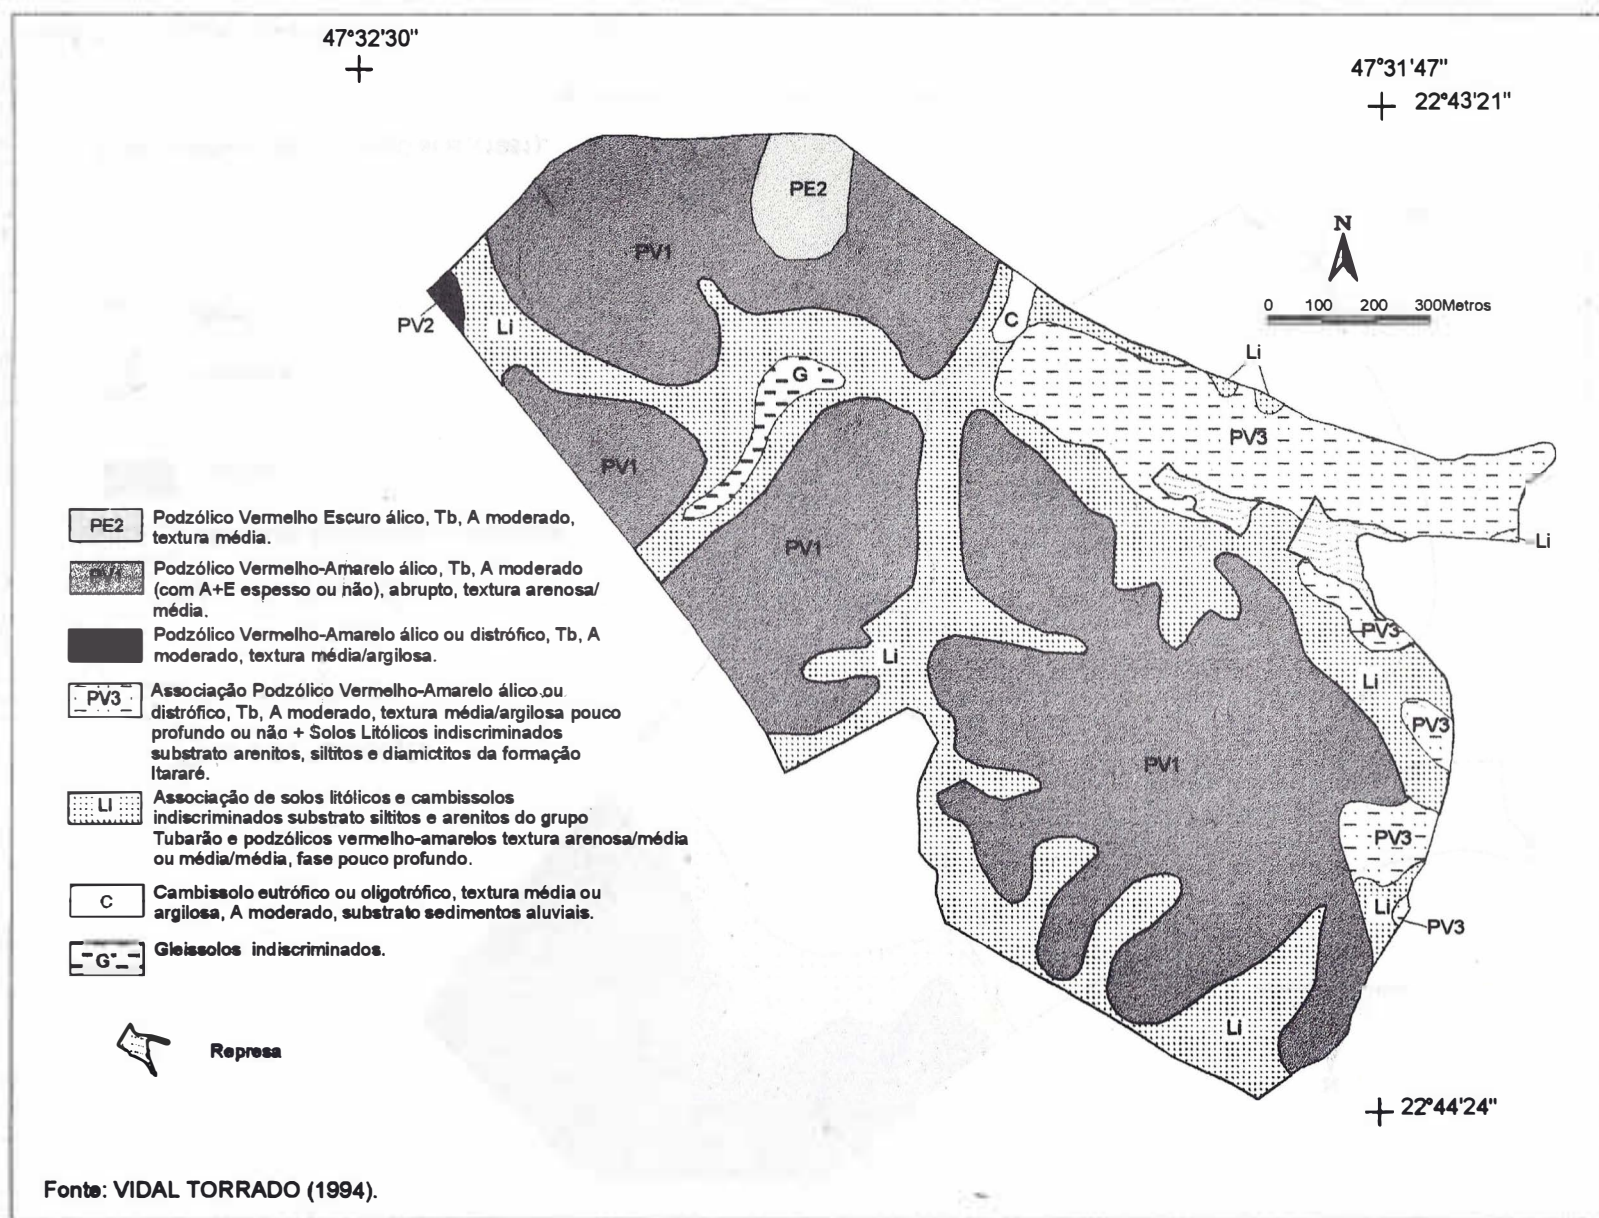 47°32'30"
47°31'47"
22°43'21"
PE2
N
PV1
0 100 200 300Metros
C
PV2
Li
Li
G
PV3
PV1
PV1
Li
PE2
Podzólico Vermelho Escuro álico, Tb, A moderado,
textura média.
PV1
Podzólico Vermelho-Amarelo álico, Tb, A moderado
(com A+E espesso ou não), abrupto, textura arenosa/
média.
Podzólico Vermelho-Amarelo álico ou distrófico, Tb, A
moderado, textura média/argilosa.
PV3
Associação Podzólico Vermelho-Amarelo álico ou
distrófico, Tb, A moderado, textura média/argilosa pouco
profundo ou não + Solos Litólicos indiscriminados
substrato arenitos, siltitos e diamictitos da formação
Itararé.
LI
Associação de solos litólicos e cambissolos
indiscriminados substrato siltitos e arenitos do grupo
Tubarão e podzólicos vermelho-amarelos textura arenosa/média
ou média/média, fase pouco profundo.
C
Cambissolo eutrófico ou oligotrófico, textura média ou
argilosa, A moderado, substrato sedimentos aluviais.
G
Gleissolos indiscriminados.
Represa
PV3
Li
Li
PV3
PV1
PV3
Li
PV3
Li
22°44'24"
Fonte: VIDAL TORRADO (1994).